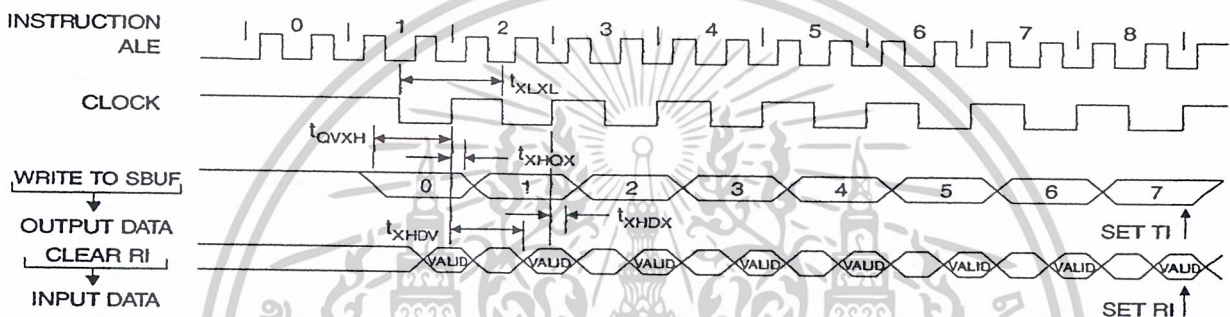 INSTRUCTION
ALE
0 1 2 3 4 5 6 7 8
tXLXL
CLOCK
tQVXH
tXHQX
WRITE TO SBUF
OUTPUT DATA
0 1 2 3 4 5 6 7
tXHDV
tXHDX
SET TI
CLEAR RI
INPUT DATA
VALID VALID VALID VALID VALID VALID VALID VALID
SET RI